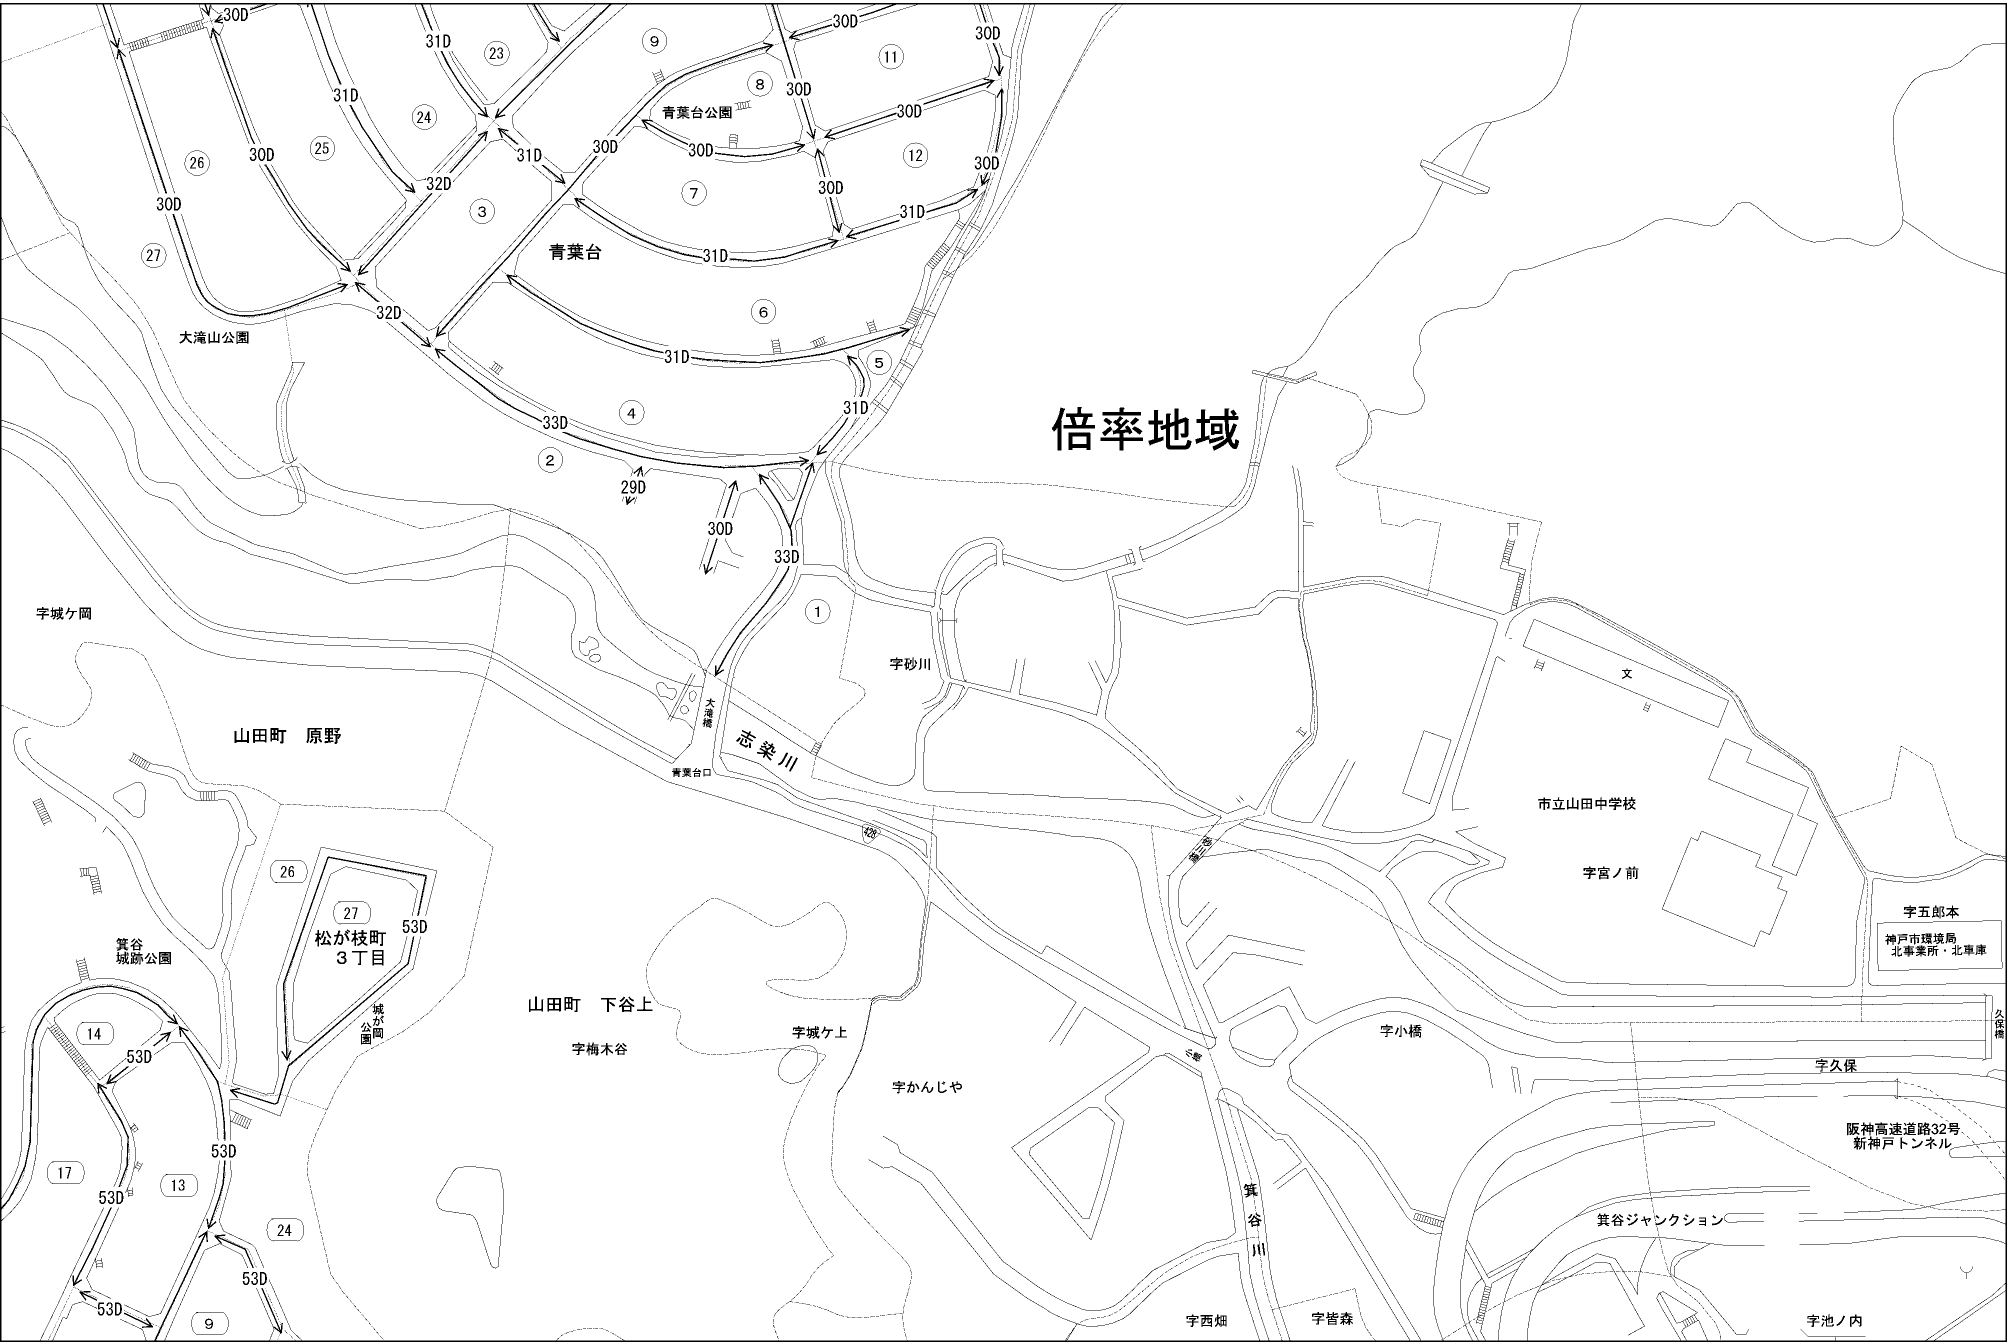 30D
31D
23
9
30D
30D
11
8
31D
30D
24
青葉台公園
30D
25
30D
31D
30D
30D
12
26
30D
32D
7
30D
30D
30D
3
31D
27
青葉台
31D
6
32D
大滝山公園
31D
5
4
31D
33D
倍率地域
2
29D
30D
33D
1
字城ケ岡
字砂川
文
大滝橋
山田町 原野
志染川
青葉台口
市立山田中学校
428
砂川橋
26
字宮ノ前
27
53D
松が枝町
3丁目
字五郎本
神戸市環境局
北事業所・北車庫
箕谷
城跡公園
山田町 下谷上
城が岡
公園
14
字城ケ上
字小橋
久保橋
字梅木谷
53D
小橋
字久保
字かんじや
阪神高速道路32号
新神戸トンネル
53D
17
13
53D
箕谷川
24
箕谷ジャンクション
53D
53D
9
字西畑
字皆森
字池ノ内